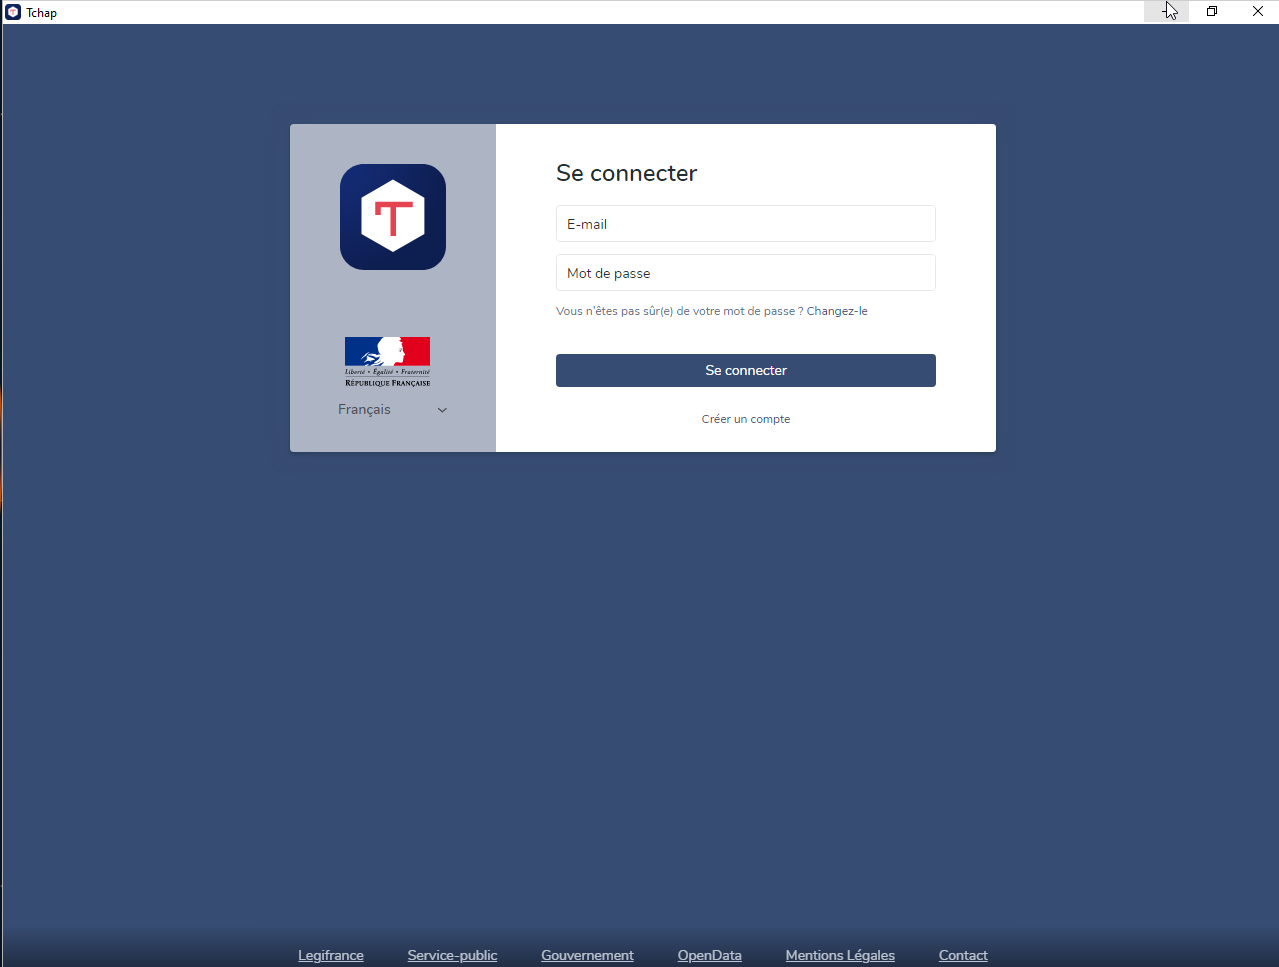 Tchap
Se connecter
E-mail
Mot de passe
Vous n'êtes pas sûr(e) de votre mot de passe ? Changez-le
Se connecter
Créer un compte
T
Liberté • Égalité • Fraternité
RÉPUBLIQUE FRANÇAISE
Français
Legifrance Service-public Gouvernement OpenData Mentions Légales Contact